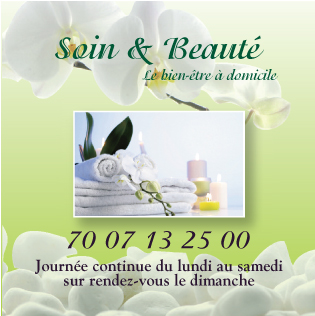 Soin & Beauté
Le bien-être à domicile
70 07 13 25 00
Journée continue du lundi au samedi
sur rendez-vous le dimanche